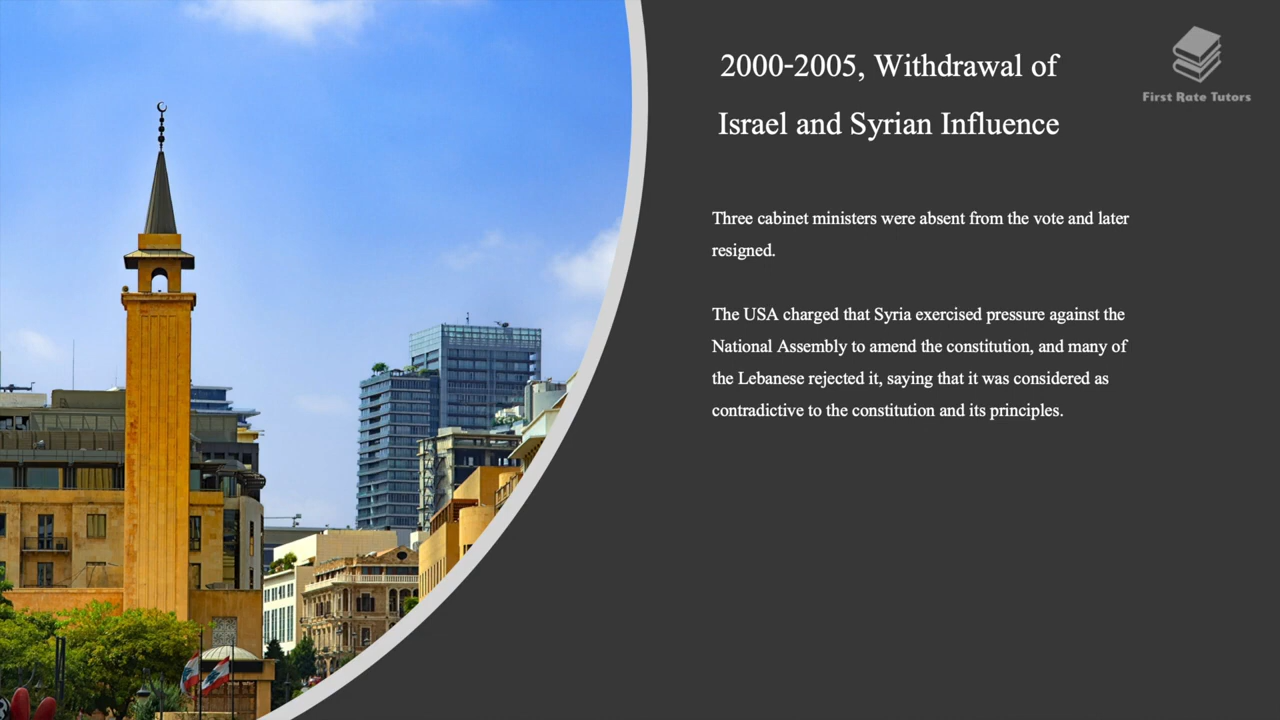 2000-2005, Withdrawal of
Israel and Syrian Influence
First Rate Tutors
Three cabinet ministers were absent from the vote and later
resigned.
The USA charged that Syria exercised pressure against the
National Assembly to amend the constitution, and many of
the Lebanese rejected it, saying that it was considered as
contradictive to the constitution and its principles.